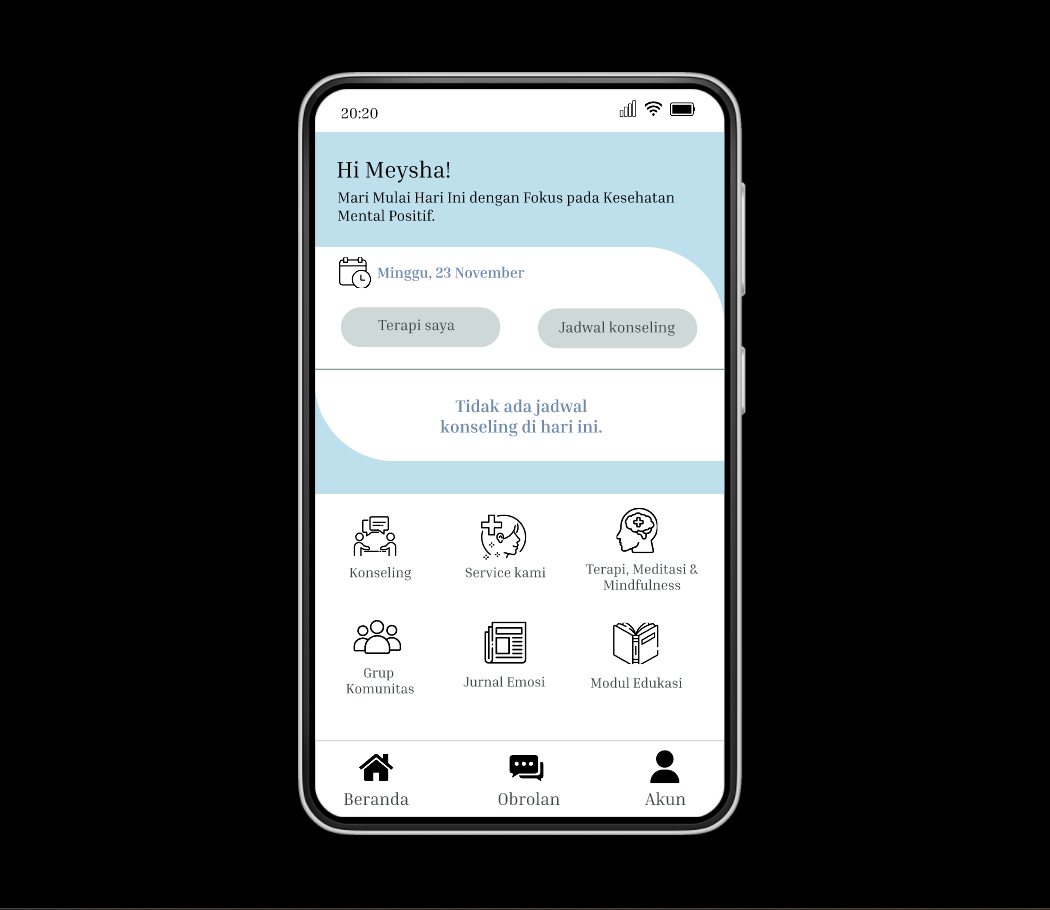 20:20
Hi Meysha!
Mari Mulai Hari Ini dengan Fokus pada Kesehatan
Mental Positif.
Minggu, 23 November
Terapi saya
Jadwal konseling
Tidak ada jadwal
konseling di hari ini.
Konseling
Service kami
Terapi, Meditasi &
Mindfulness
Grup
Komunitas
Jurnal Emosi
Modul Edukasi
Beranda
Obrolan
Akun